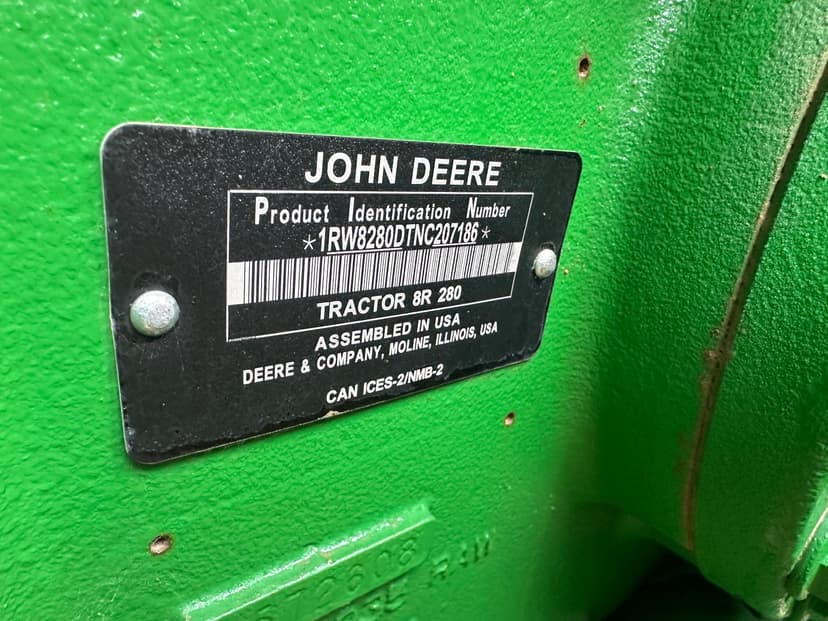 JOHN DEERE
Product Identification Number
*1RW8280DTNC207186*
TRACTOR 8R 280
ASSEMBLED IN USA
DEERE & COMPANY, MOLINE, ILLINOIS, USA
CAN ICES-2/NMB-2